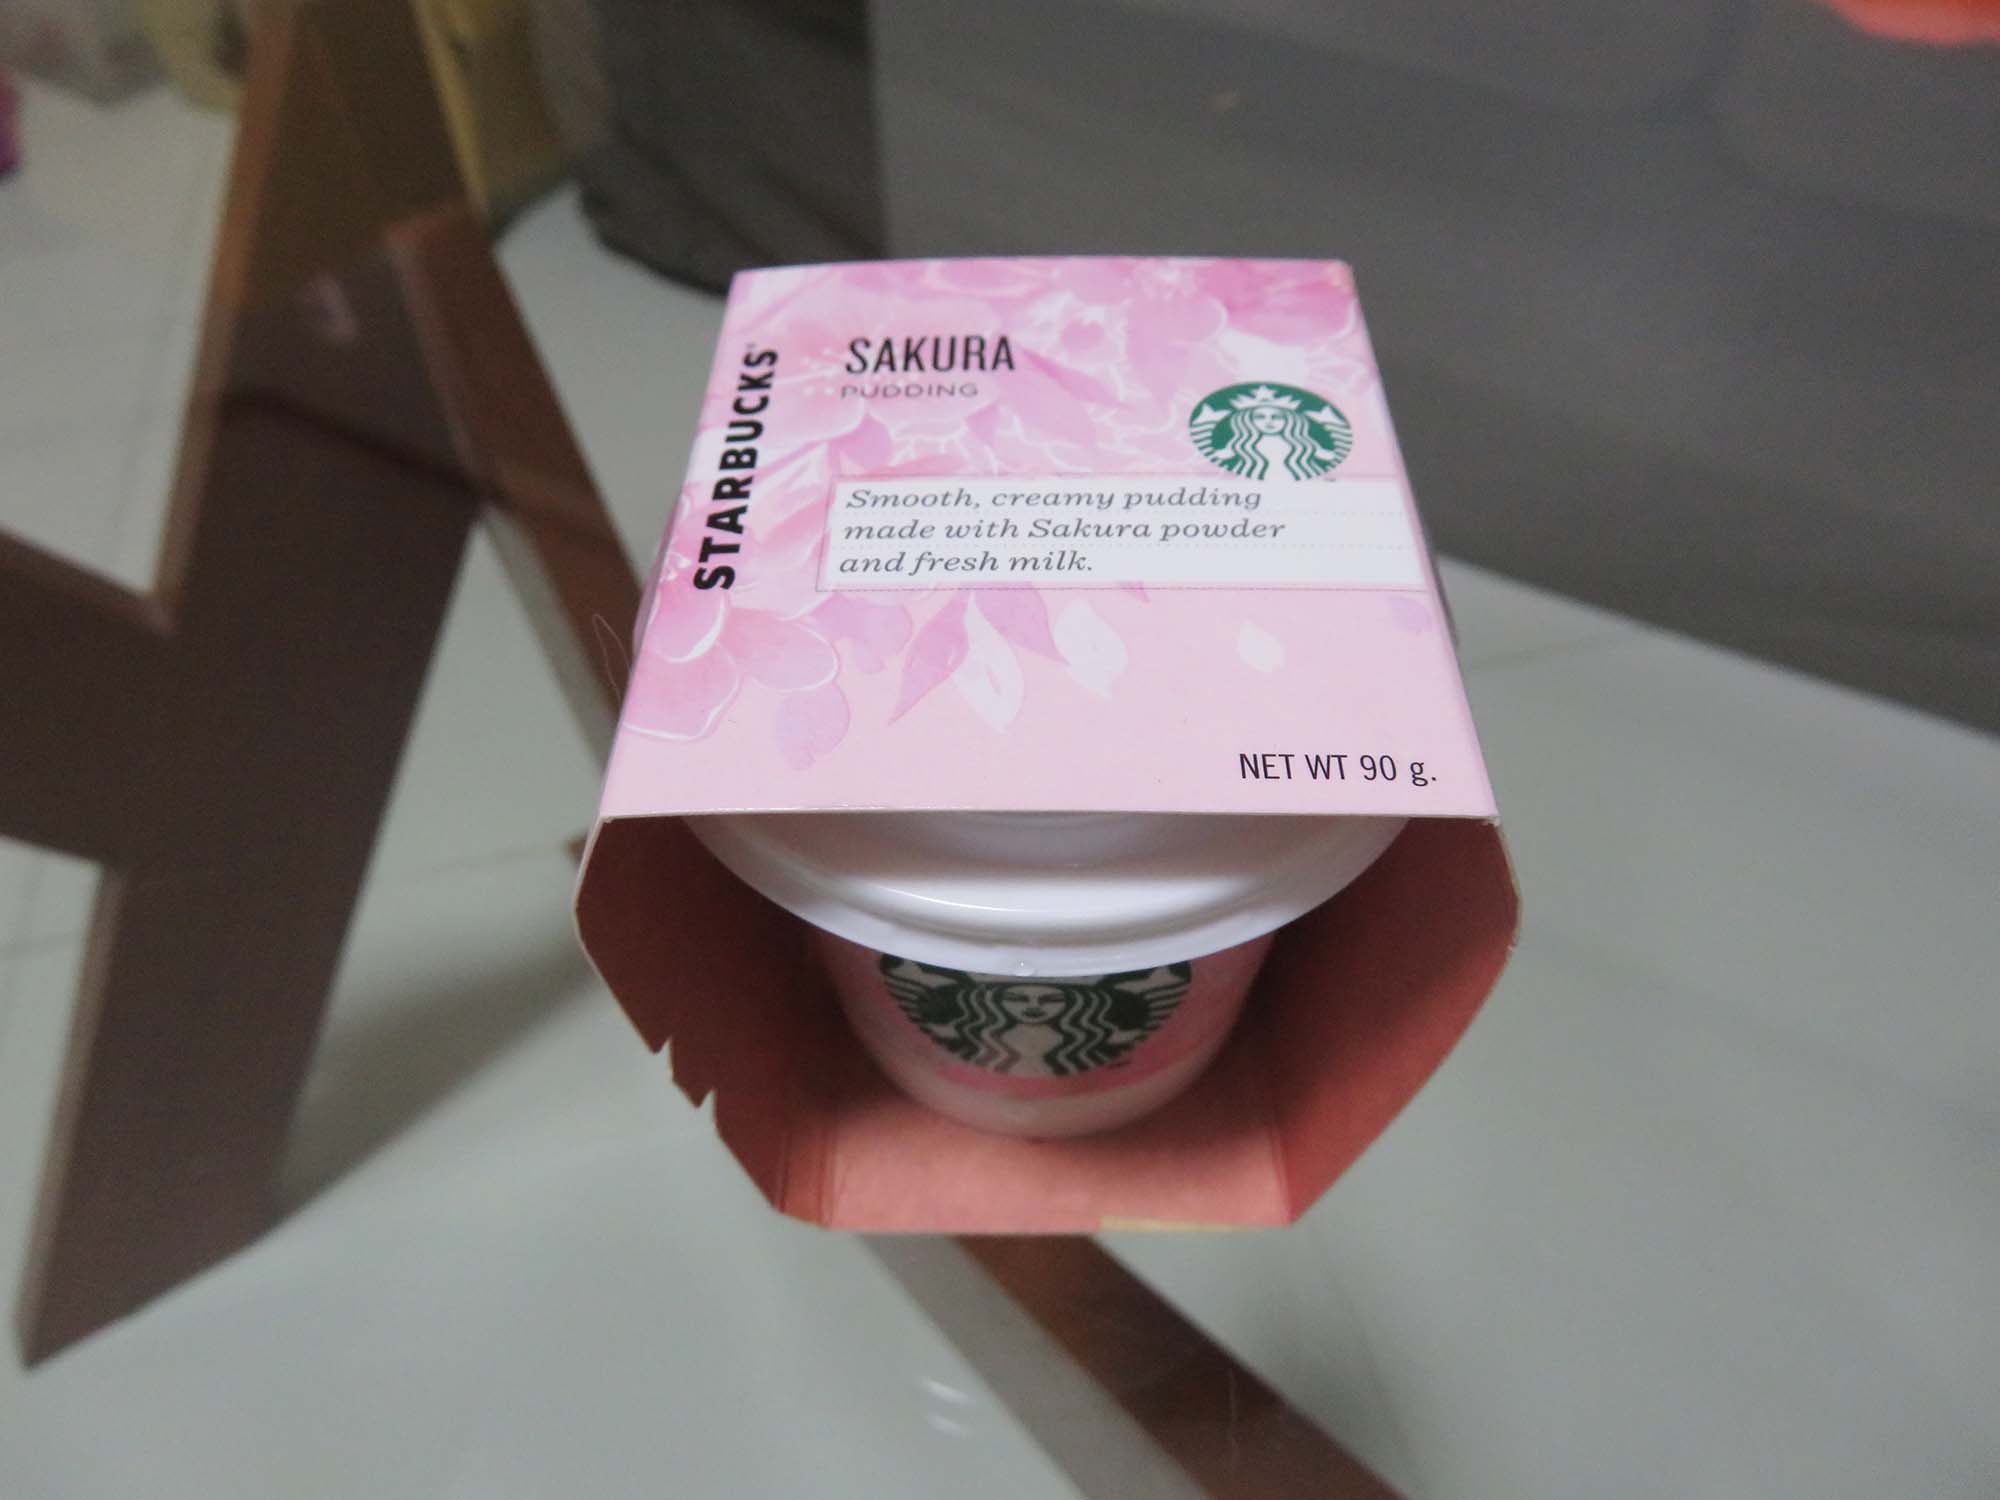 STARBUCKS
SAKURA
PUDDING
Smooth, creamy pudding
made with Sakura powder
and fresh milk.
NET WT 90 g.